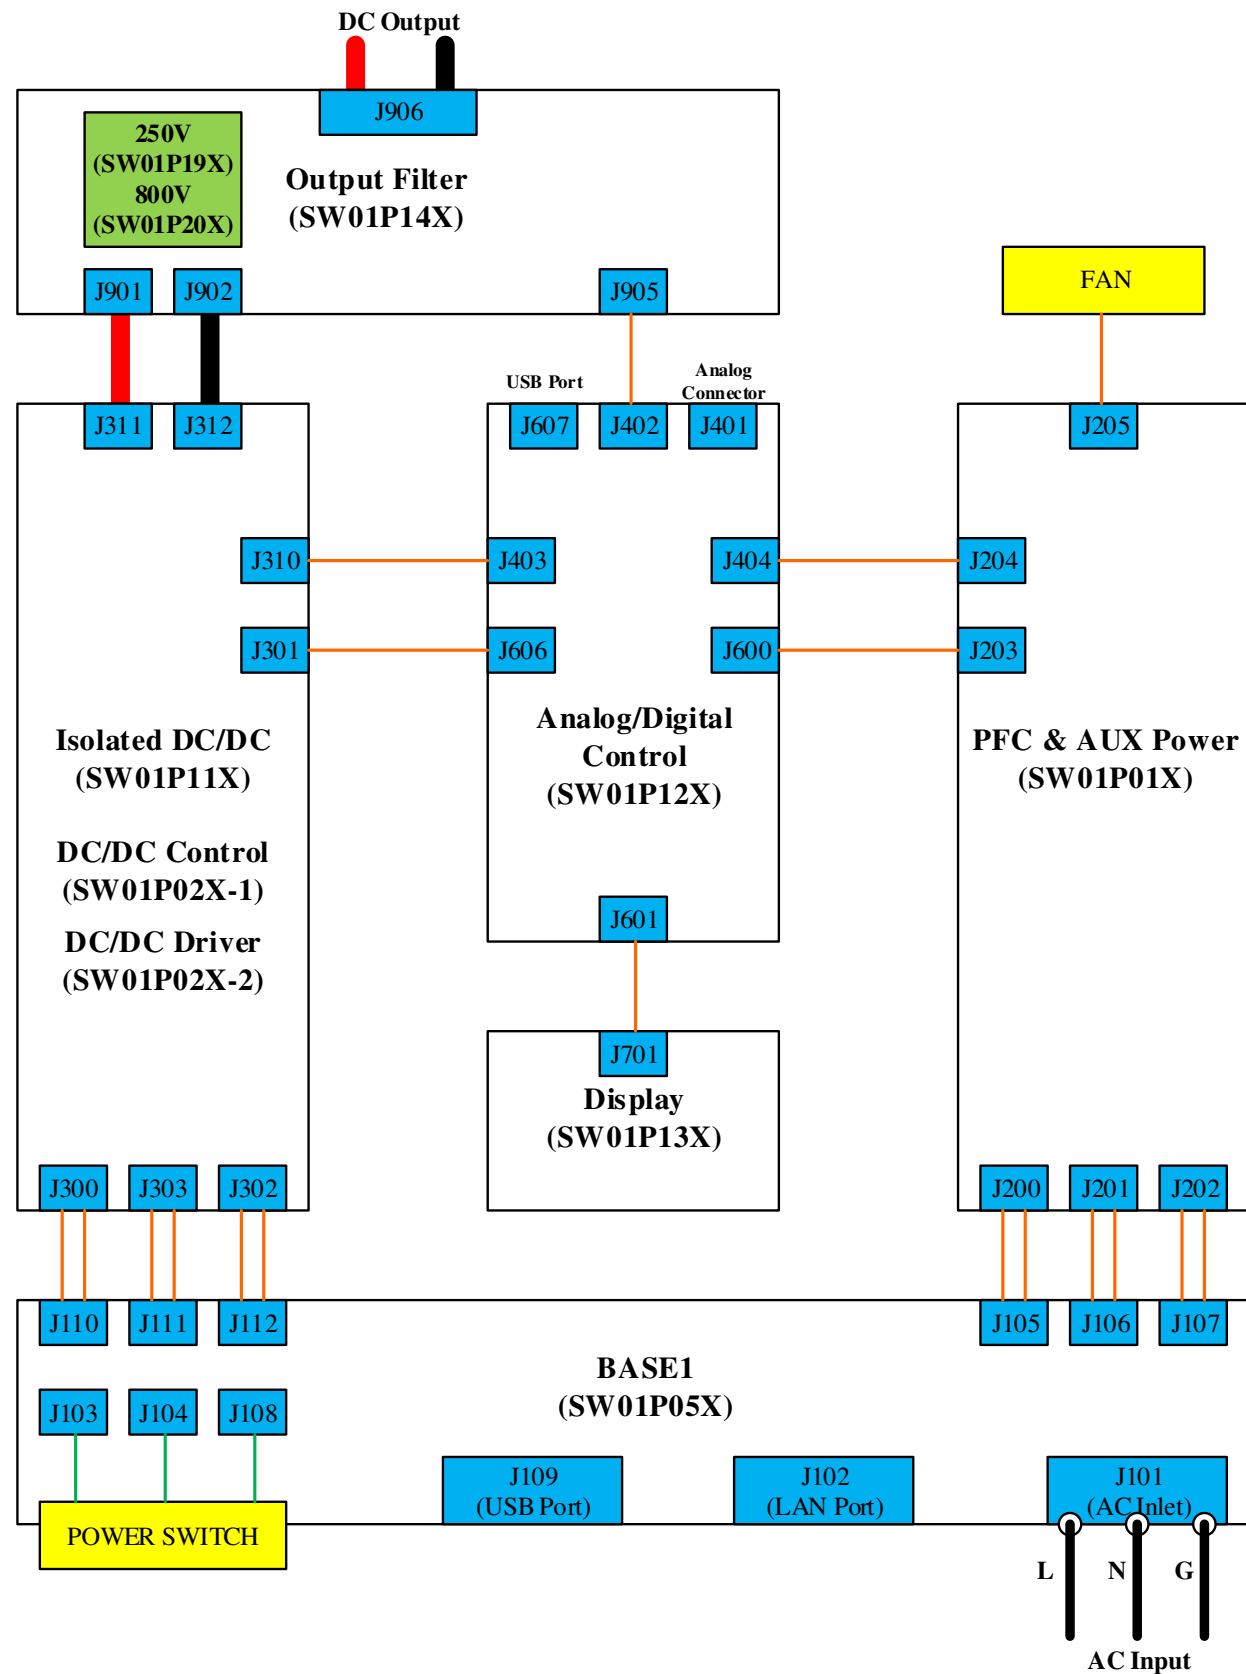 DC Output
J906
250V
(SW01P19X)
800V
(SW01P20X)
Output Filter
(SW01P14X)
J901
J902
J905
FAN
USB Port
Analog
Connector
J311
J312
J607
J402
J401
J205
J310
J403
J404
J204
J301
J606
J600
J203
Isolated DC/DC
(SW01P11X)
DC/DC Control
(SW01P02X-1)
DC/DC Driver
(SW01P02X-2)
Analog/Digital
Control
(SW01P12X)
PFC & AUX Power
(SW01P01X)
J601
J701
Display
(SW01P13X)
J300
J303
J302
J200
J201
J202
J110
J111
J112
J105
J106
J107
BASE1
(SW01P05X)
J103
J104
J108
J109
(USB Port)
J102
(LAN Port)
J101
(AC Inlet)
POWER SWITCH
L
N
G
AC Input